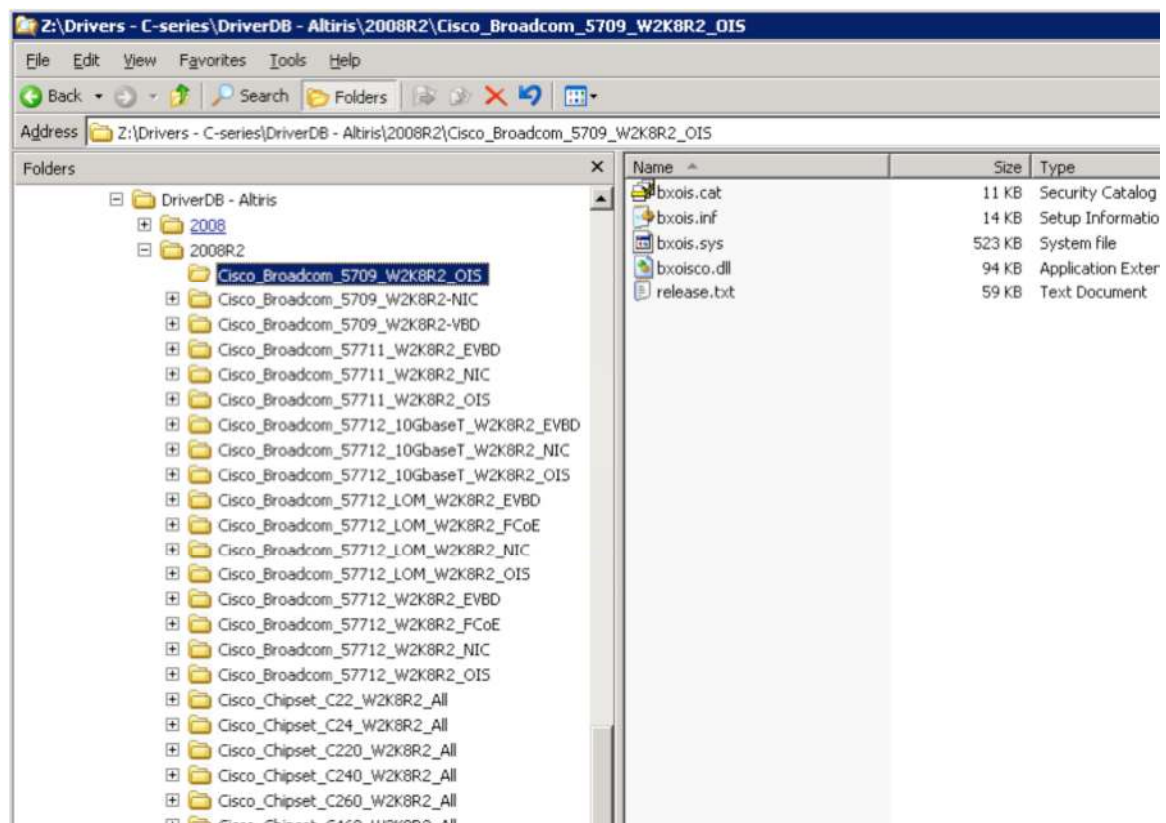 Z:\Drivers - C-series\DriverDB - Altiris\2008R2\Cisco_Broadcom_5709_W2K8R2_OIS
File Edit View Favorites Tools Help
Back Search Folders
Address Z:\Drivers - C-series\DriverDB - Altiris\2008R2\Cisco_Broadcom_5709_W2K8R2_OIS
Folders
DriverDB - Altiris
2008
2008R2
Cisco_Broadcom_5709_W2K8R2_OIS
Cisco_Broadcom_5709_W2K8R2-NIC
Cisco_Broadcom_5709_W2K8R2-VBD
Cisco_Broadcom_57711_W2K8R2_EVBD
Cisco_Broadcom_57711_W2K8R2_NIC
Cisco_Broadcom_57711_W2K8R2_OIS
Cisco_Broadcom_57712_10GbaseT_W2K8R2_EVBD
Cisco_Broadcom_57712_10GbaseT_W2K8R2_NIC
Cisco_Broadcom_57712_10GbaseT_W2K8R2_OIS
Cisco_Broadcom_57712_LOM_W2K8R2_EVBD
Cisco_Broadcom_57712_LOM_W2K8R2_FCoE
Cisco_Broadcom_57712_LOM_W2K8R2_NIC
Cisco_Broadcom_57712_LOM_W2K8R2_OIS
Cisco_Broadcom_57712_W2K8R2_EVBD
Cisco_Broadcom_57712_W2K8R2_FCoE
Cisco_Broadcom_57712_W2K8R2_NIC
Cisco_Broadcom_57712_W2K8R2_OIS
Cisco_Chipset_C22_W2K8R2_All
Cisco_Chipset_C24_W2K8R2_All
Cisco_Chipset_C220_W2K8R2_All
Cisco_Chipset_C240_W2K8R2_All
Cisco_Chipset_C260_W2K8R2_All
Name Size Type
bxois.cat 11 KB Security Catalog
bxois.inf 14 KB Setup Informatio
bxois.sys 523 KB System file
bxoisco.dll 94 KB Application Exter
release.txt 59 KB Text Document